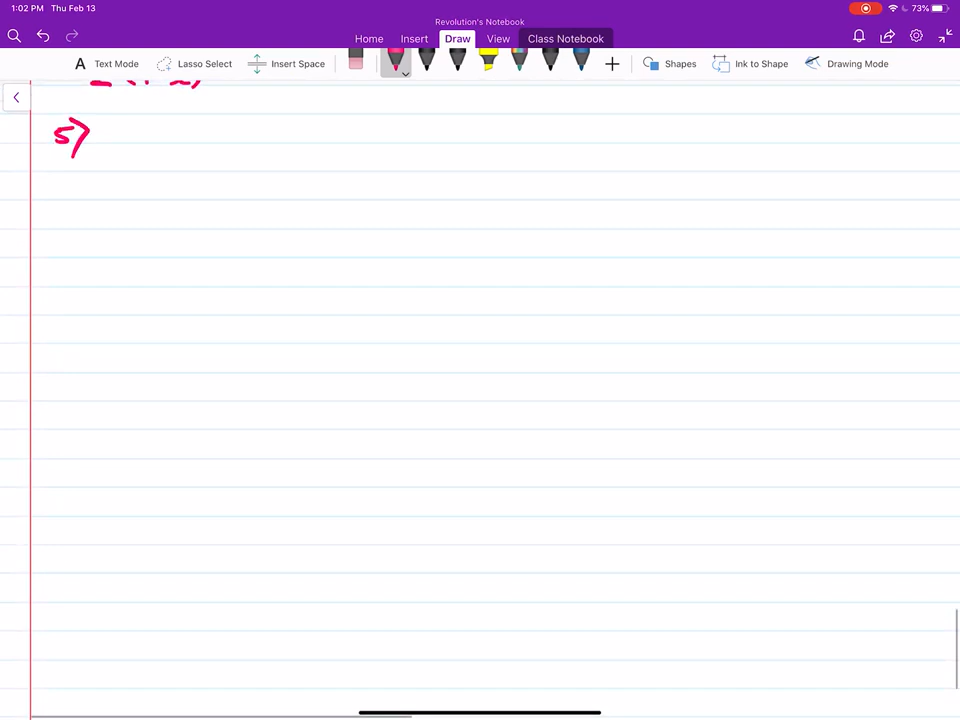 1:02 PM Thu Feb 13
73%
Revolution's Notebook
Home Insert Draw View Class Notebook
Text Mode Lasso Select Insert Space Shapes Ink to Shape Drawing Mode
5)